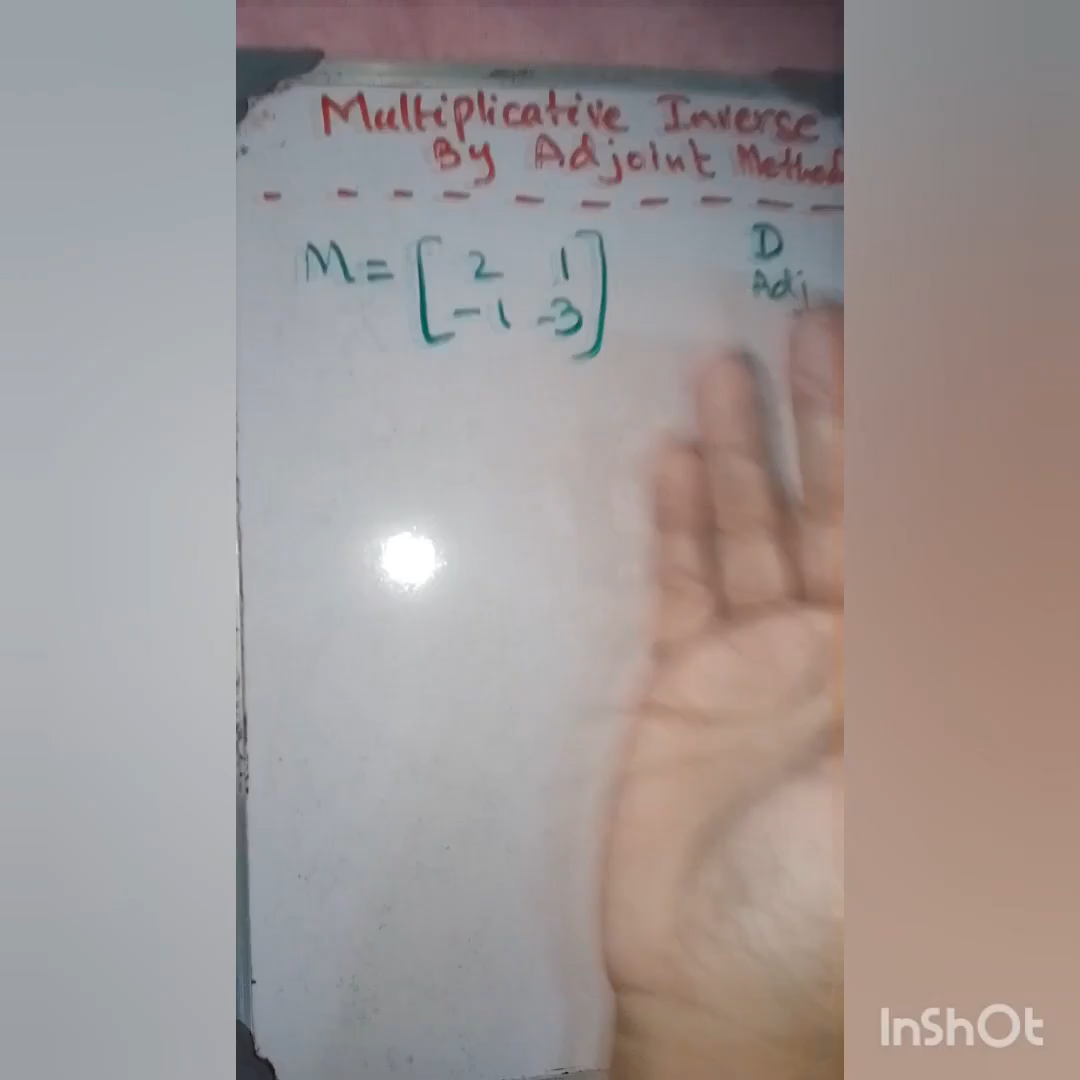 Multiplicative Inverse
By Adjoint Method
M = [ 2 1
-1 -3 ]
D
Adj
InShOt